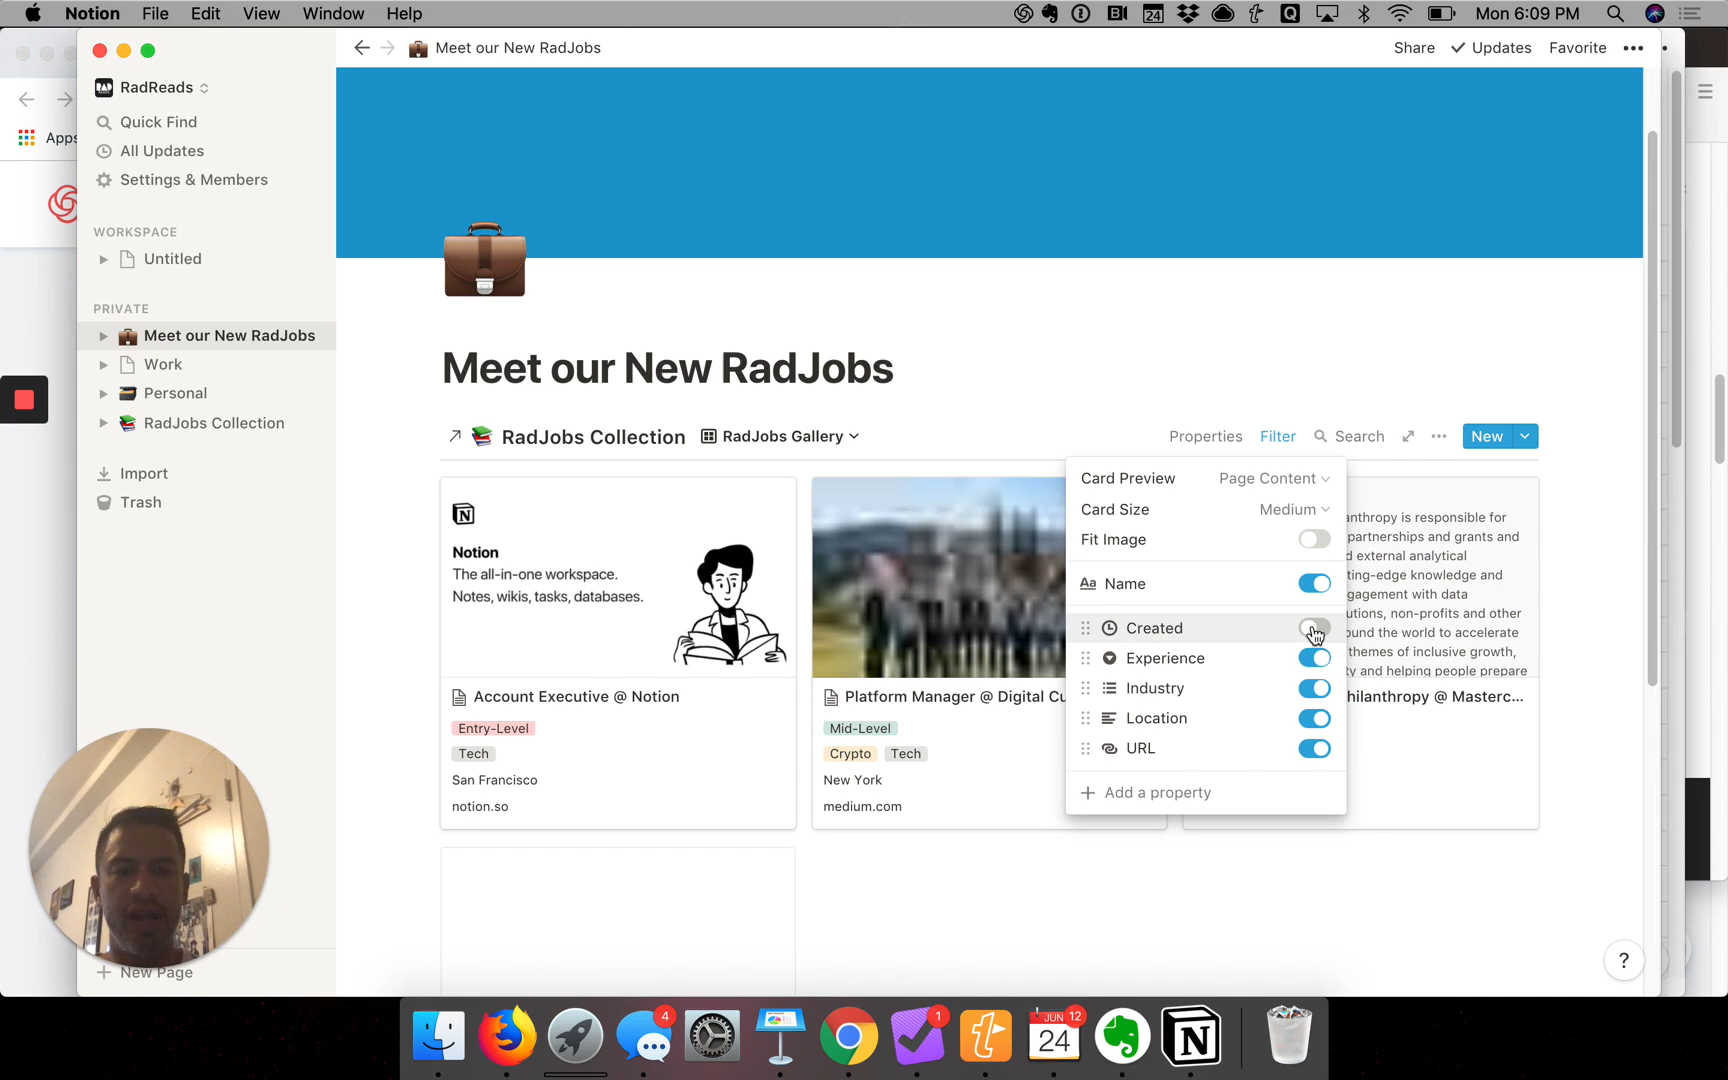 Notion File Edit View Window Help
24
Mon 6:09 PM
Meet our New RadJobs
Share Updates Favorite •••
Apps
RAD
RadReads
Quick Find
All Updates
Settings & Members
WORKSPACE
Untitled
PRIVATE
Meet our New RadJobs
Work
Personal
RadJobs Collection
Import
Trash
New Page
Meet our New RadJobs
RadJobs Collection RadJobs Gallery
Properties Filter Search ••• New
Card Preview Page Content
Card Size Medium
Fit Image
Aa Name
Created
Experience
Industry
Location
URL
Add a property
N
Notion
The all-in-one workspace.
Notes, wikis, tasks, databases.
Account Executive @ Notion
Entry-Level
Tech
San Francisco
notion.so
Platform Manager @ Digital Cu
Mid-Level
Crypto Tech
New York
medium.com
anthropy is responsible for
partnerships and grants and
d external analytical
ting-edge knowledge and
gagement with data
utions, non-profits and other
ound the world to accelerate
themes of inclusive growth,
ty and helping people prepare
hilanthropy @ Masterc...
?
4
1
JUN 12
24
N